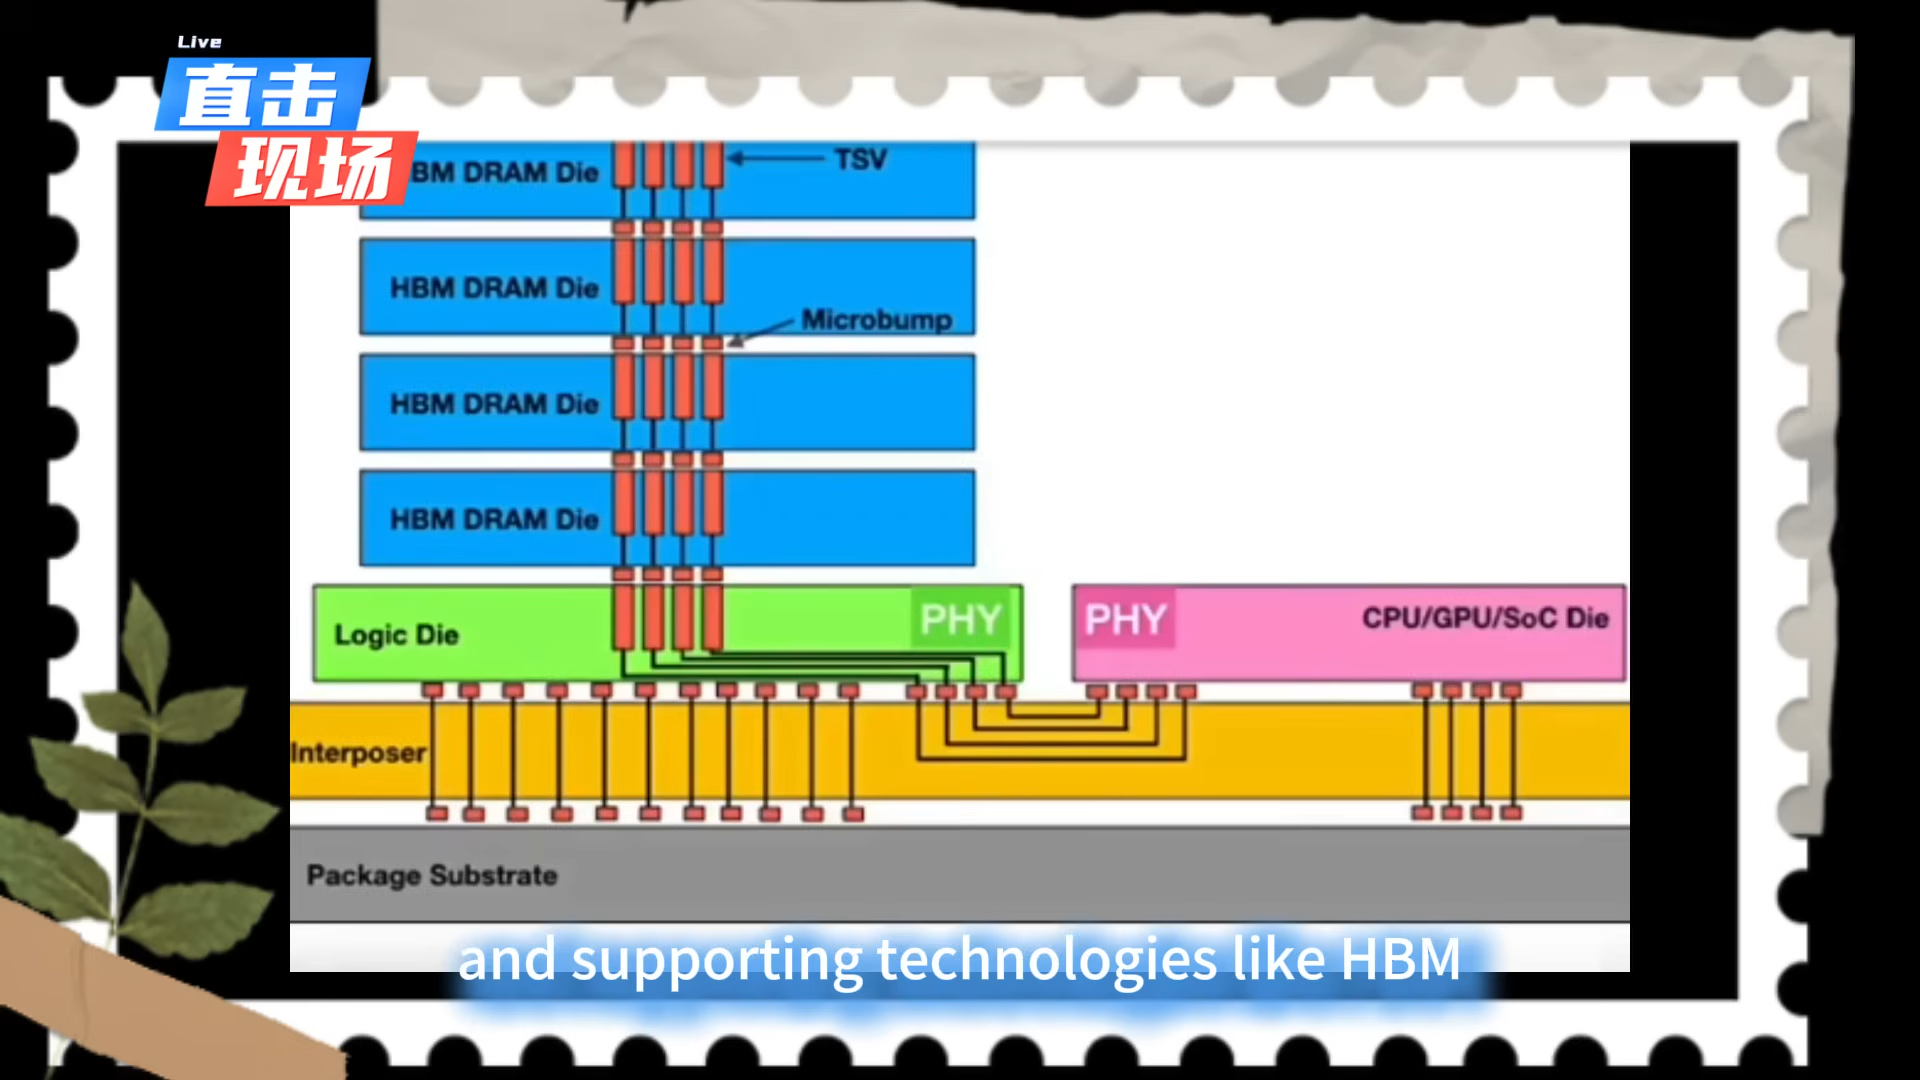 Live
直击
现场
BM DRAM Die
TSV
HBM DRAM Die
Microbump
HBM DRAM Die
HBM DRAM Die
Logic Die
PHY
PHY
CPU/GPU/SoC Die
Interposer
Package Substrate
and supporting technologies like HBM